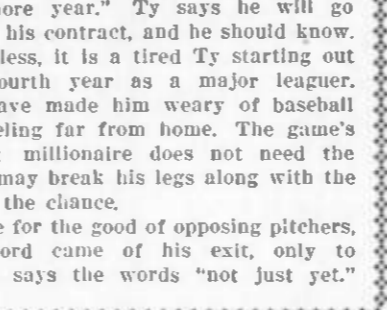 ore year." Ty says he will go
his contract, and he should know.
less, it is a tired Ty starting out
ourth year as a major leaguer.
ave made him weary of baseball
eling far from home. The game's
millionaire does not need the
may break his legs along with the
the chance.
e for the good of opposing pitchers,
ord came of his exit, only to
says the words "not just yet."